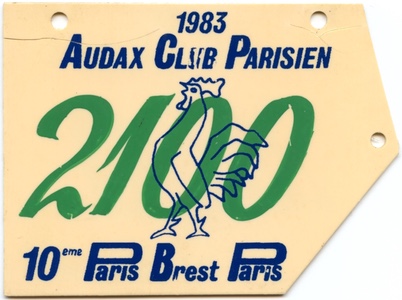 1983
AUDAX CLUB PARISIEN
2100
10eme Paris Brest Paris